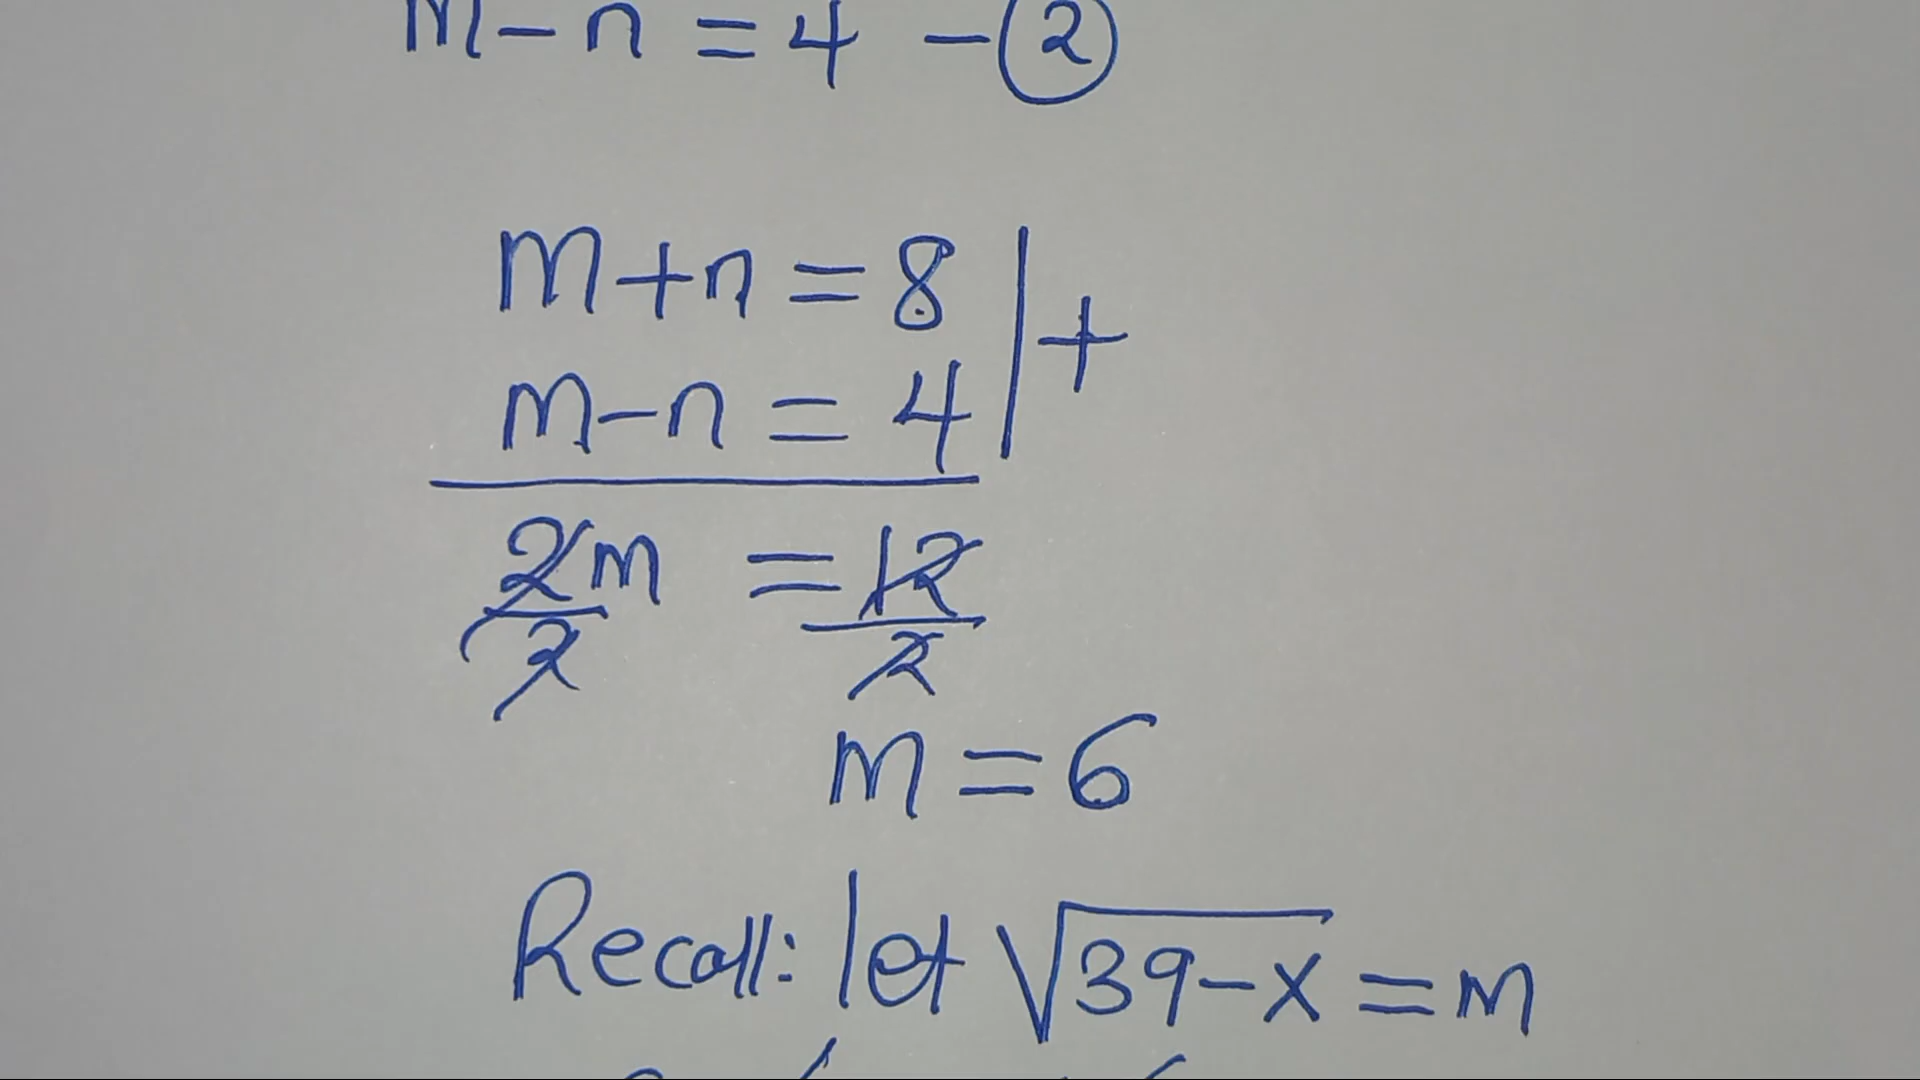 m-n = 4 - ②
m+n = 8 | +
m-n = 4
2m/2 = 12/2
m = 6
Recall: let √39-x = m